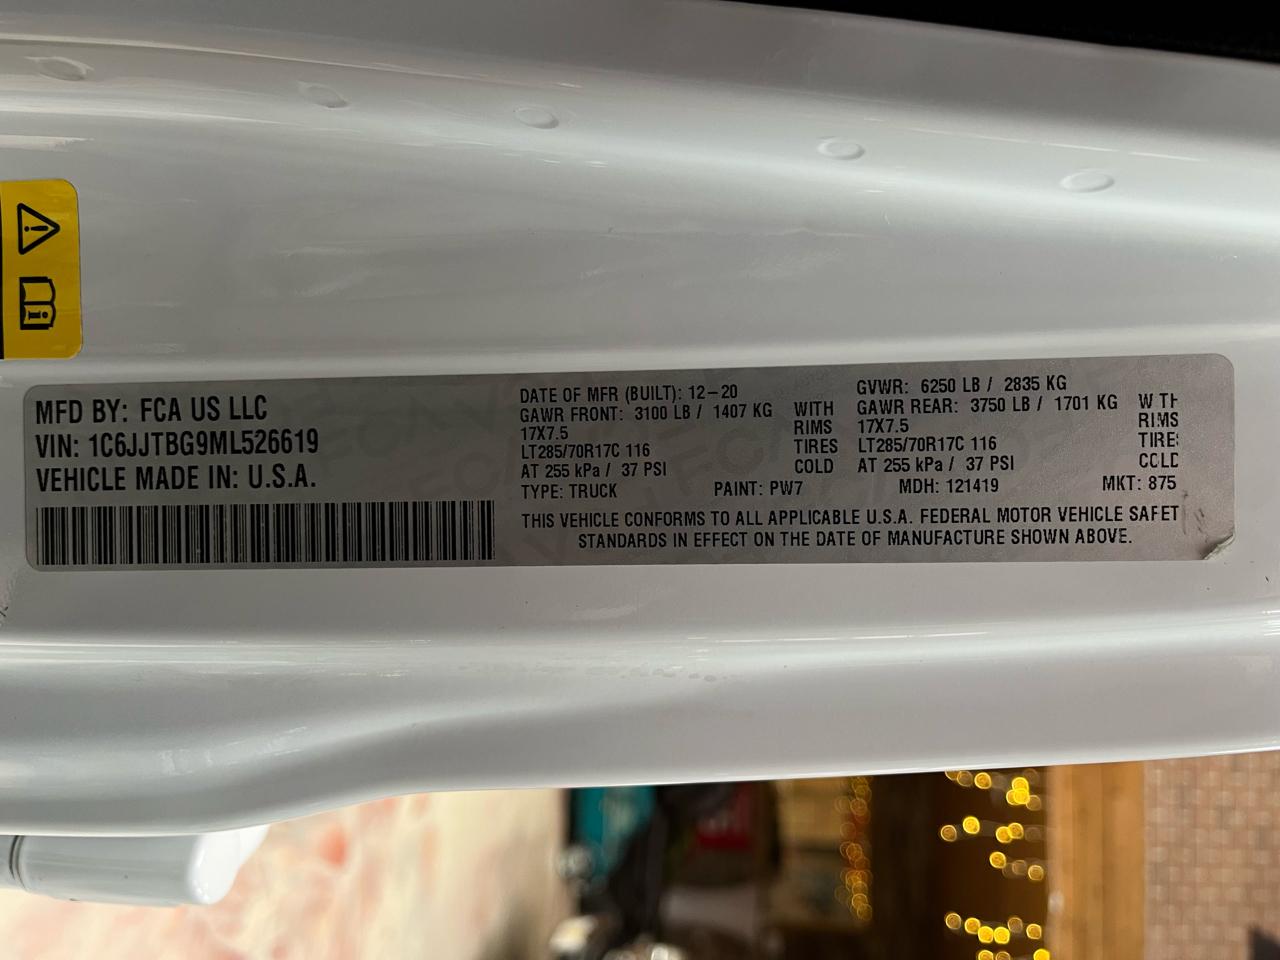 MFD BY: FCA US LLC
VIN: 1C6JJTBG9ML526619
VEHICLE MADE IN: U.S.A.
DATE OF MFR (BUILT): 12-20
GVWR: 6250 LB / 2835 KG
GAWR FRONT: 3100 LB / 1407 KG WITH
17X7.5 RIMS
LT285/70R17C 116 TIRES
AT 255 kPa / 37 PSI COLD
GAWR REAR: 3750 LB / 1701 KG WITH
17X7.5 RIMS
LT285/70R17C 116 TIRES
AT 255 kPa / 37 PSI COLD
TYPE: TRUCK PAINT: PW7 MDH: 121419 MKT: 875
THIS VEHICLE CONFORMS TO ALL APPLICABLE U.S.A. FEDERAL MOTOR VEHICLE SAFET
STANDARDS IN EFFECT ON THE DATE OF MANUFACTURE SHOWN ABOVE.